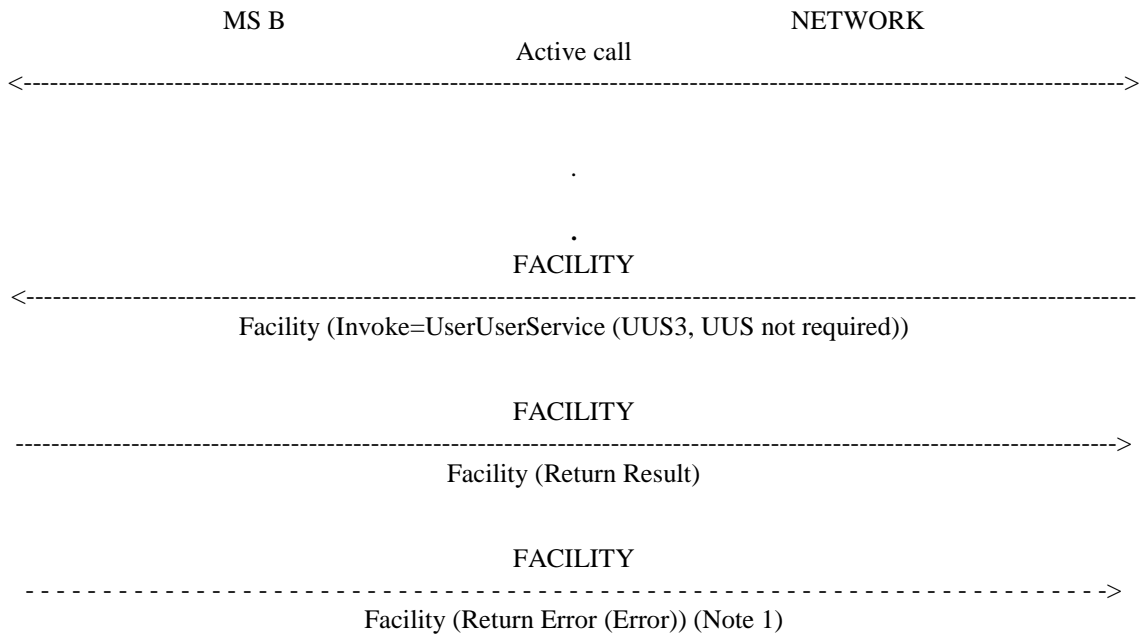 MS B NETWORK
Active call
<---------------------------------------------------------------------------------------------------------------------------->
.
.
FACILITY
<-----------------------------------------------------------------------------------------------------------------------------
Facility (Invoke=UserUserService (UUS3, UUS not required))
FACILITY
----------------------------------------------------------------------------------------------------------------------------->
Facility (Return Result)
FACILITY
- - - - - - - - - - - - - - - - - - - - - - - - - - - - - - - - - - - - - - - - - - - - - - - - - - - - - - - - - - - - - - - - - - - - - - ->
Facility (Return Error (Error)) (Note 1)